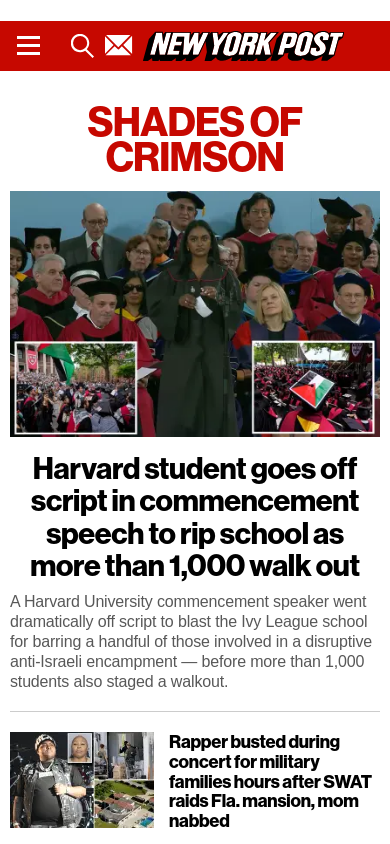 NEW YORK POST
SHADES OF
CRIMSON
Harvard student goes off
script in commencement
speech to rip school as
more than 1,000 walk out
A Harvard University commencement speaker went
dramatically off script to blast the Ivy League school
for barring a handful of those involved in a disruptive
anti-Israeli encampment — before more than 1,000
students also staged a walkout.
Rapper busted during
concert for military
families hours after SWAT
raids Fla. mansion, mom
nabbed